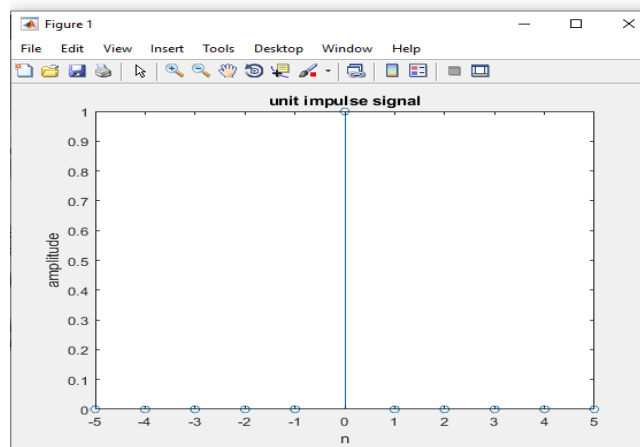 Figure 1
File Edit View Insert Tools Desktop Window Help
unit impulse signal
1
0.9
0.8
0.7
0.6
0.5
0.4
0.3
0.2
0.1
0
amplitude
-5 -4 -3 -2 -1 0 1 2 3 4 5
n